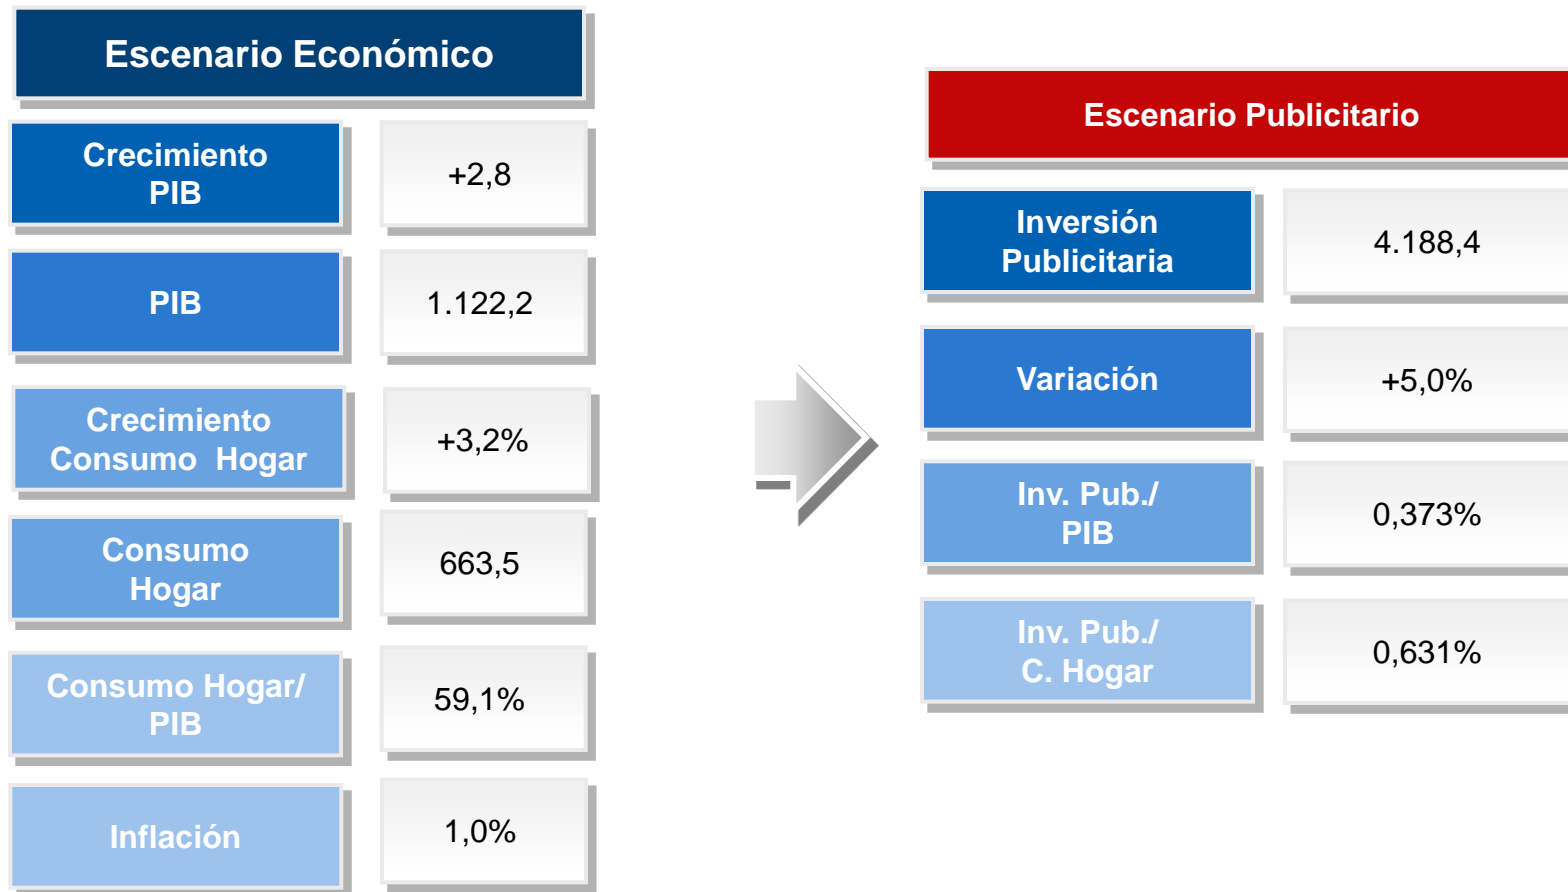 Escenario Económico
Crecimiento
PIB
+2,8
PIB
1.122,2
Crecimiento
Consumo Hogar
+3,2%
Consumo
Hogar
663,5
Consumo Hogar/
PIB
59,1%
Inflación
1,0%
Escenario Publicitario
Inversión
Publicitaria
4.188,4
Variación
+5,0%
Inv. Pub./
PIB
0,373%
Inv. Pub./
C. Hogar
0,631%